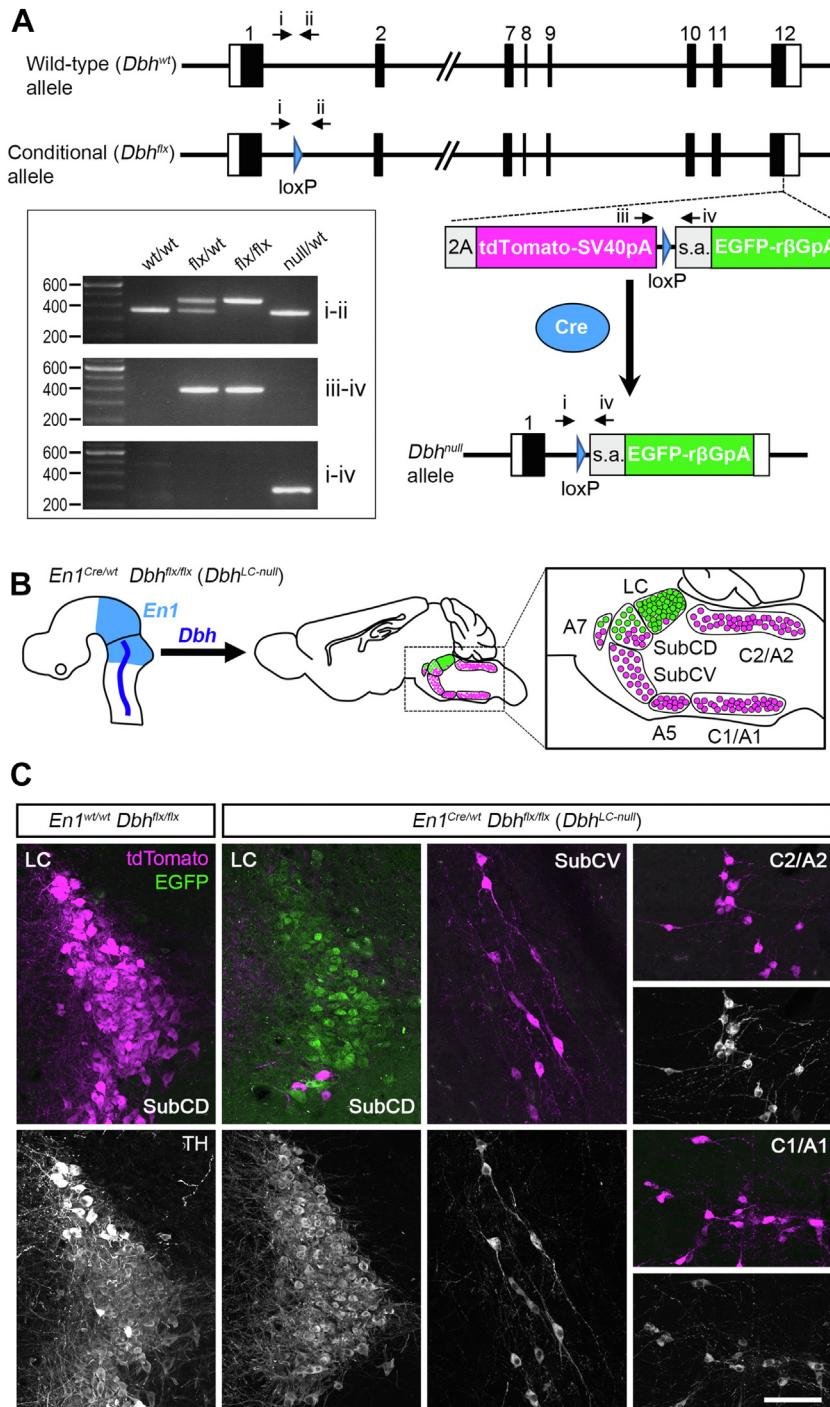 A
i ii
1 2 7 8 9 10 11 12
Wild-type (Dbh^wt)
allele
i ii
Conditional (Dbh^flx)
allele
loxP
iii iv
2A tdTomato-SV40pA s.a. EGFP-rβGpA
loxP
Cre
i iv
1
Dbh^null
allele
s.a. EGFP-rβGpA
loxP
wt/wt flx/wt flx/flx null/wt
600
400
200
i-ii
600
400
200
iii-iv
600
400
200
i-iv
B
En1^Cre/wt Dbh^flx/flx (Dbh^LC-null)
En1
Dbh
LC
A7
SubCD
SubCV
C2/A2
A5
C1/A1
C
En1^wt/wt Dbh^flx/flx
En1^Cre/wt Dbh^flx/flx (Dbh^LC-null)
LC tdTomato
EGFP
SubCD
LC
SubCD
SubCV
C2/A2
TH
C1/A1